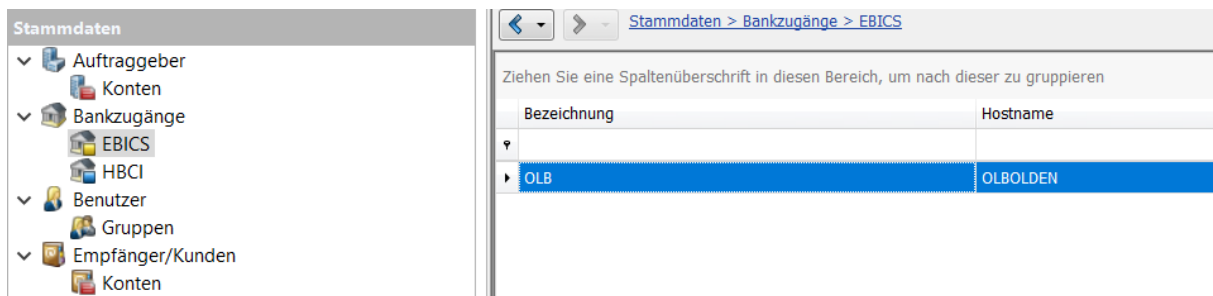 Stammdaten
Auftraggeber
Konten
Bankzugänge
EBICS
HBCI
Benutzer
Gruppen
Empfänger/Kunden
Konten
Stammdaten > Bankzugänge > EBICS
Ziehen Sie eine Spaltenüberschrift in diesen Bereich, um nach dieser zu gruppieren
Bezeichnung Hostname
OLB OLBOLDEN